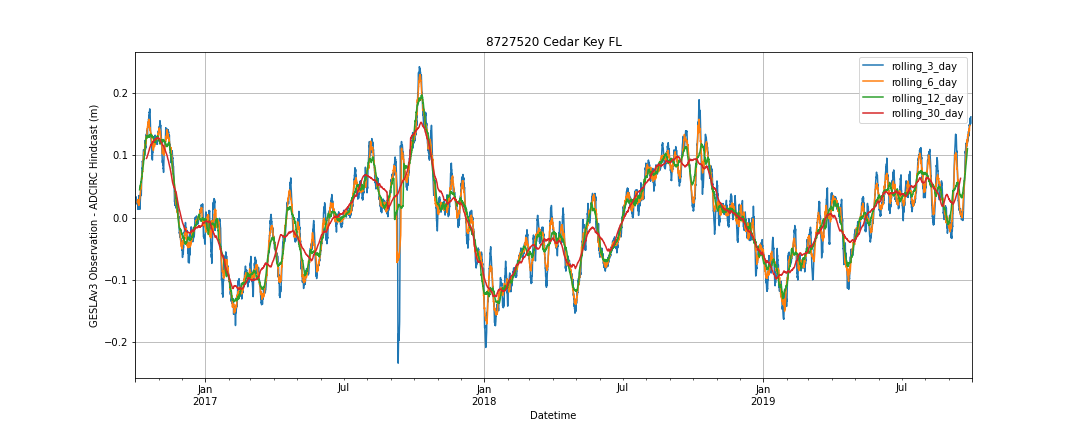 8727520 Cedar Key FL
rolling_3_day
rolling_6_day
rolling_12_day
rolling_30_day
GESLAv3 Observation - ADCIRC Hindcast (m)
0.2
0.1
0.0
−0.1
−0.2
Jan
2017
Jul
Jan
2018
Jul
Jan
2019
Jul
Datetime